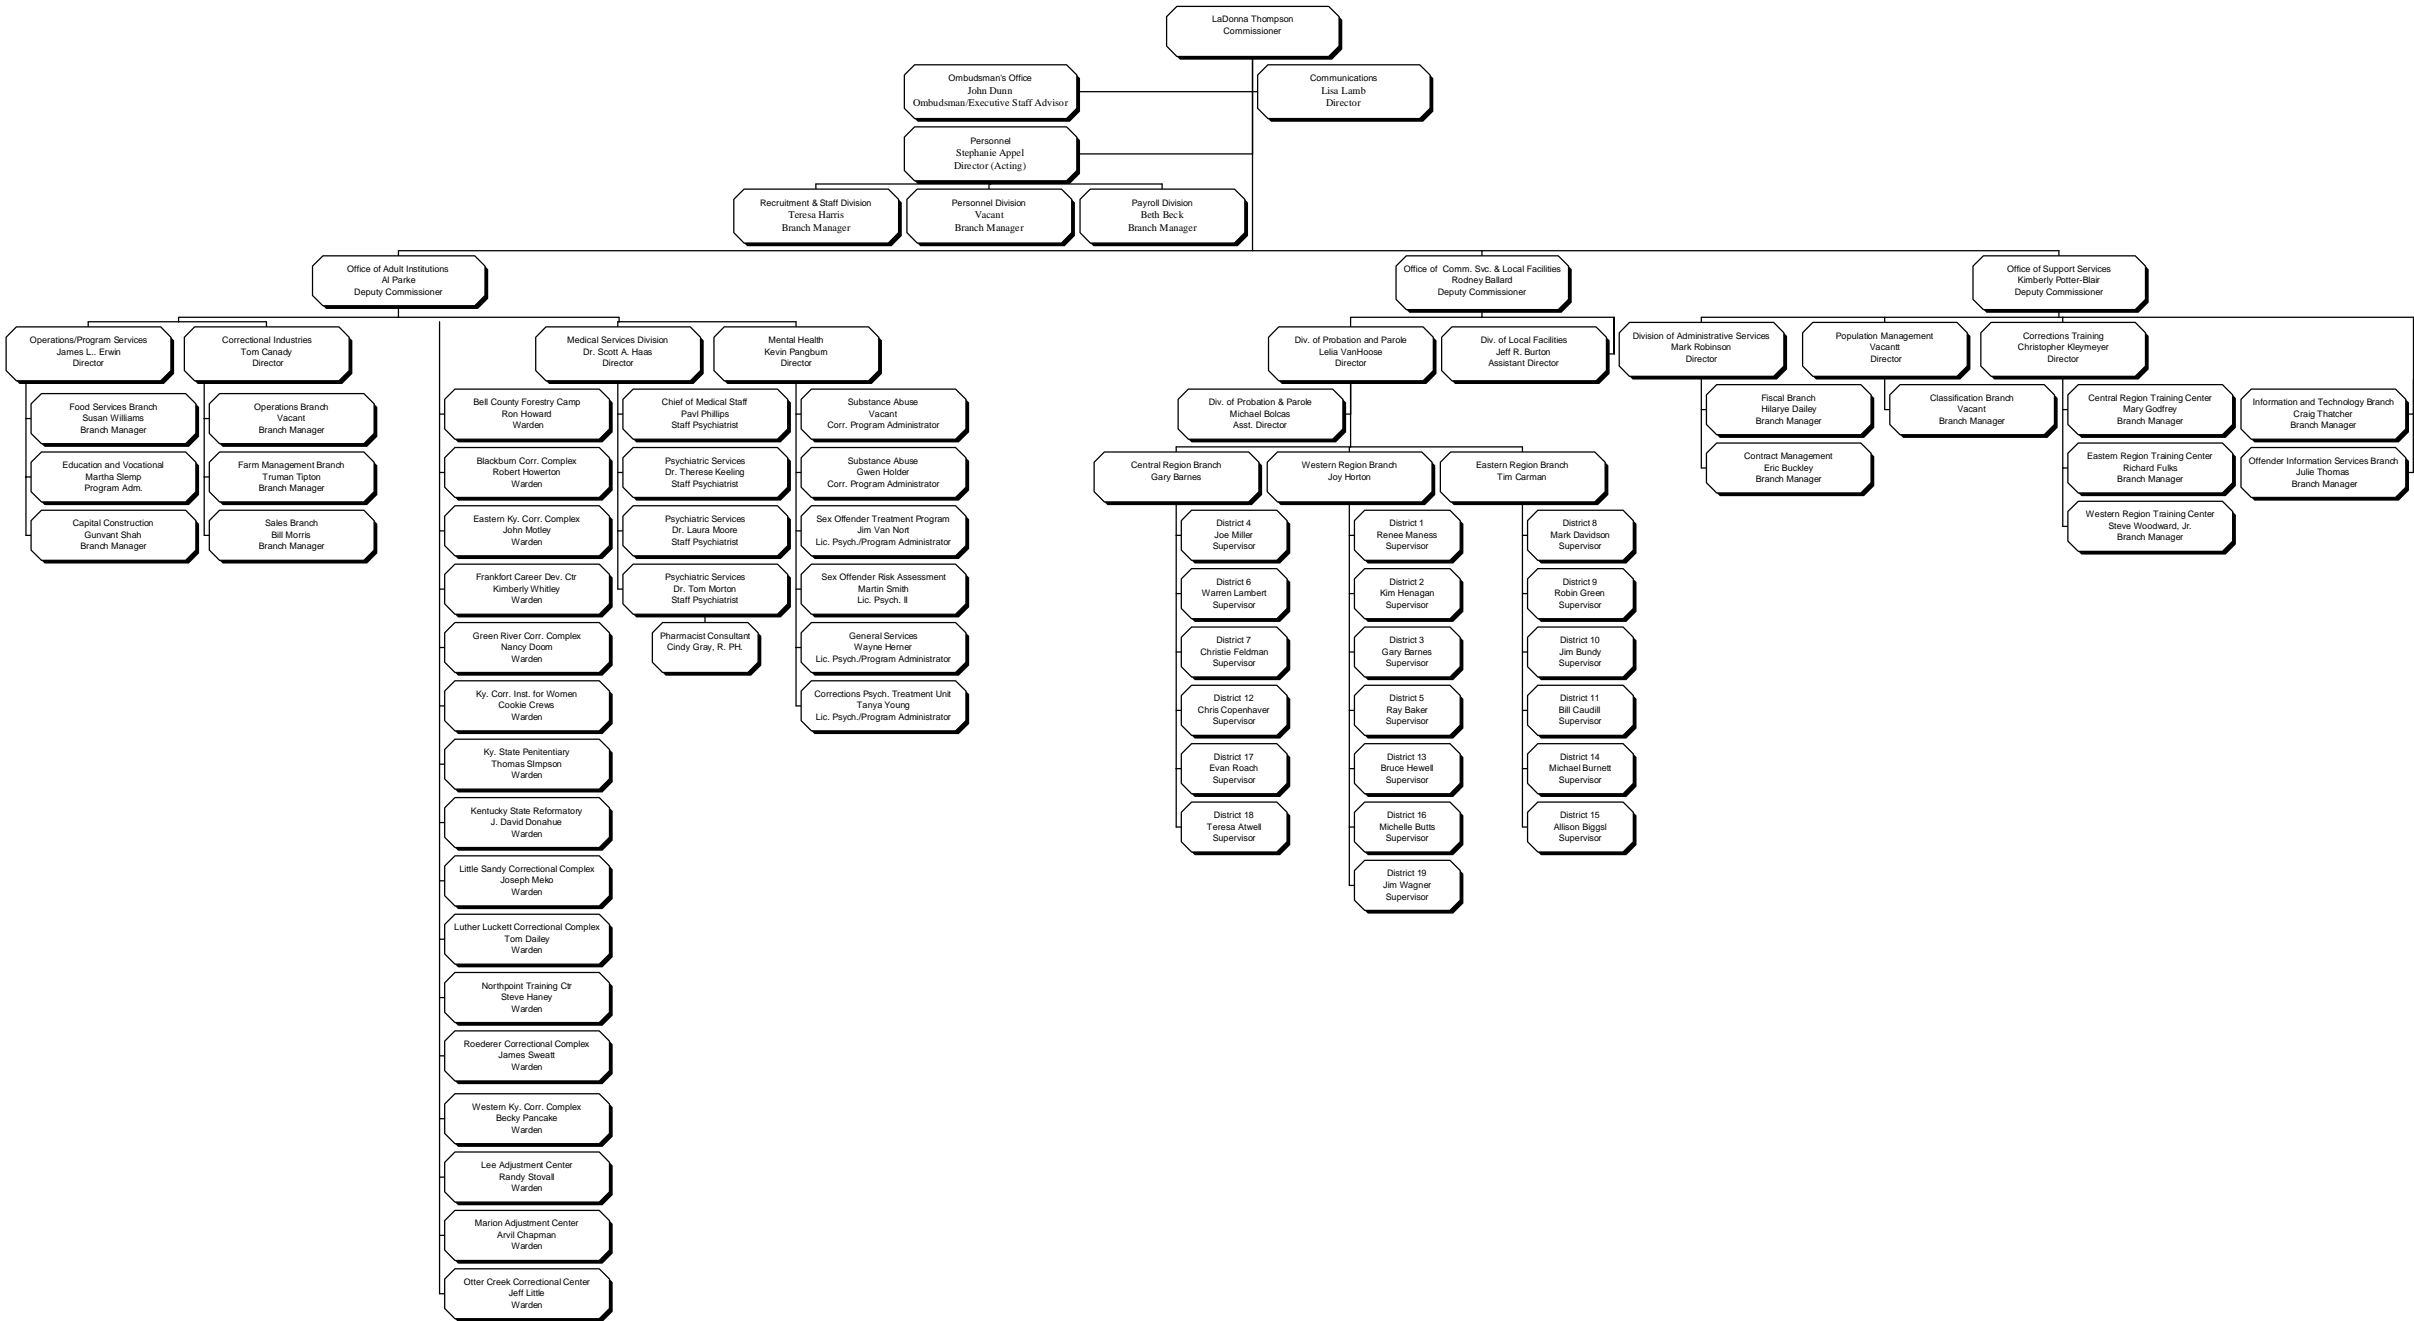 LaDonna Thompson
Commissioner
Ombudsman's Office
John Dunn
Ombudsman/Executive Staff Advisor
Communications
Lisa Lamb
Director
Personnel
Stephanie Appel
Director (Acting)
Recruitment & Staff Division
Teresa Harris
Branch Manager
Personnel Division
Vacant
Branch Manager
Payroll Division
Beth Beck
Branch Manager
Office of Adult Institutions
Al Parke
Deputy Commissioner
Office of Comm. Svc. & Local Facilities
Rodney Ballard
Deputy Commissioner
Office of Support Services
Kimberly Potter-Blair
Deputy Commissioner
Operations/Program Services
James L.. Erwin
Director
Correctional Industries
Tom Canady
Director
Medical Services Division
Dr. Scott A. Haas
Director
Mental Health
Kevin Pangburn
Director
Div. of Probation and Parole
Lelia VanHoose
Director
Div. of Local Facilities
Jeff R. Burton
Assistant Director
Division of Administrative Services
Mark Robinson
Director
Population Management
Vacantt
Director
Corrections Training
Christopher Kleymeyer
Director
Food Services Branch
Susan Williams
Branch Manager
Education and Vocational
Martha Slemp
Program Adm.
Capital Construction
Gunvant Shah
Branch Manager
Operations Branch
Vacant
Branch Manager
Farm Management Branch
Truman Tipton
Branch Manager
Sales Branch
Bill Morris
Branch Manager
Bell County Forestry Camp
Ron Howard
Warden
Blackburn Corr. Complex
Robert Howerton
Warden
Eastern Ky. Corr. Complex
John Motley
Warden
Frankfort Career Dev. Ctr
Kimberly Whitley
Warden
Green River Corr. Complex
Nancy Doom
Warden
Ky. Corr. Inst. for Women
Cookie Crews
Warden
Ky. State Penitentiary
Thomas SImpson
Warden
Kentucky State Reformatory
J. David Donahue
Warden
Little Sandy Correctional Complex
Joseph Meko
Warden
Luther Luckett Correctional Complex
Tom Dailey
Warden
Northpoint Training Ctr
Steve Haney
Warden
Roederer Correctional Complex
James Sweatt
Warden
Western Ky. Corr. Complex
Becky Pancake
Warden
Lee Adjustment Center
Randy Stovall
Warden
Marion Adjustment Center
Arvil Chapman
Warden
Otter Creek Correctional Center
Jeff Little
Warden
Chief of Medical Staff
Pavl Phillips
Staff Psychiatrist
Psychiatric Services
Dr. Therese Keeling
Staff Psychiatrist
Psychiatric Services
Dr. Laura Moore
Staff Psychiatrist
Psychiatric Services
Dr. Tom Morton
Staff Psychiatrist
Pharmacist Consultant
Cindy Gray, R. PH.
Substance Abuse
Vacant
Corr. Program Administrator
Substance Abuse
Gwen Holder
Corr. Program Administrator
Sex Offender Treatment Program
Jim Van Nort
Lic. Psych./Program Administrator
Sex Offender Risk Assessment
Martin Smith
Lic. Psych. II
General Services
Wayne Herner
Lic. Psych./Program Administrator
Corrections Psych. Treatment Unit
Tanya Young
Lic. Psych./Program Administrator
Div. of Probation & Parole
Michael Bolcas
Asst. Director
Central Region Branch
Gary Barnes
Western Region Branch
Joy Horton
Eastern Region Branch
Tim Carman
District 4
Joe Miller
Supervisor
District 6
Warren Lambert
Supervisor
District 7
Christie Feldman
Supervisor
District 12
Chris Copenhaver
Supervisor
District 17
Evan Roach
Supervisor
District 18
Teresa Atwell
Supervisor
District 1
Renee Maness
Supervisor
District 2
Kim Henagan
Supervisor
District 3
Gary Barnes
Supervisor
District 5
Ray Baker
Supervisor
District 13
Bruce Hewell
Supervisor
District 16
Michelle Butts
Supervisor
District 19
Jim Wagner
Supervisor
District 8
Mark Davidson
Supervisor
District 9
Robin Green
Supervisor
District 10
Jim Bundy
Supervisor
District 11
Bill Caudill
Supervisor
District 14
Michael Burnett
Supervisor
District 15
Allison Biggsl
Supervisor
Fiscal Branch
Hilarye Dailey
Branch Manager
Contract Management
Eric Buckley
Branch Manager
Classification Branch
Vacant
Branch Manager
Central Region Training Center
Mary Godfrey
Branch Manager
Eastern Region Training Center
Richard Fulks
Branch Manager
Western Region Training Center
Steve Woodward, Jr.
Branch Manager
Information and Technology Branch
Craig Thatcher
Branch Manager
Offender Information Services Branch
Julie Thomas
Branch Manager